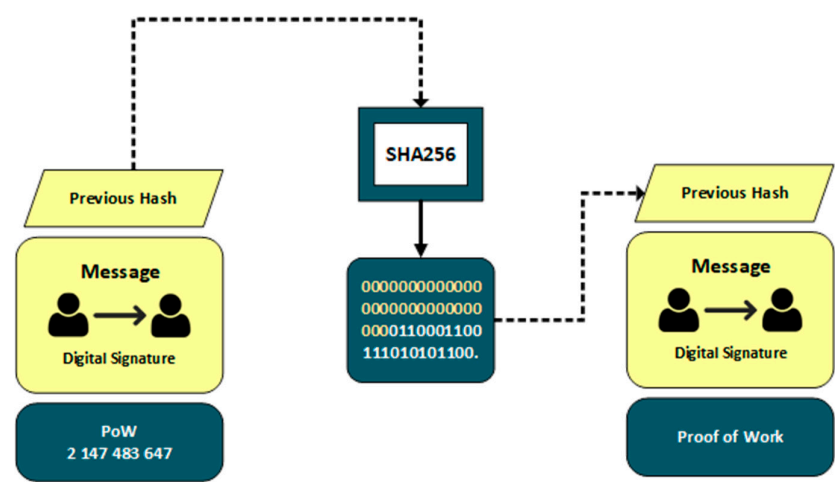 Previous Hash
Message
Digital Signature
PoW
2 147 483 647
SHA256
0000000000000
0000000000000
0000110001100
111010101100.
Previous Hash
Message
Digital Signature
Proof of Work